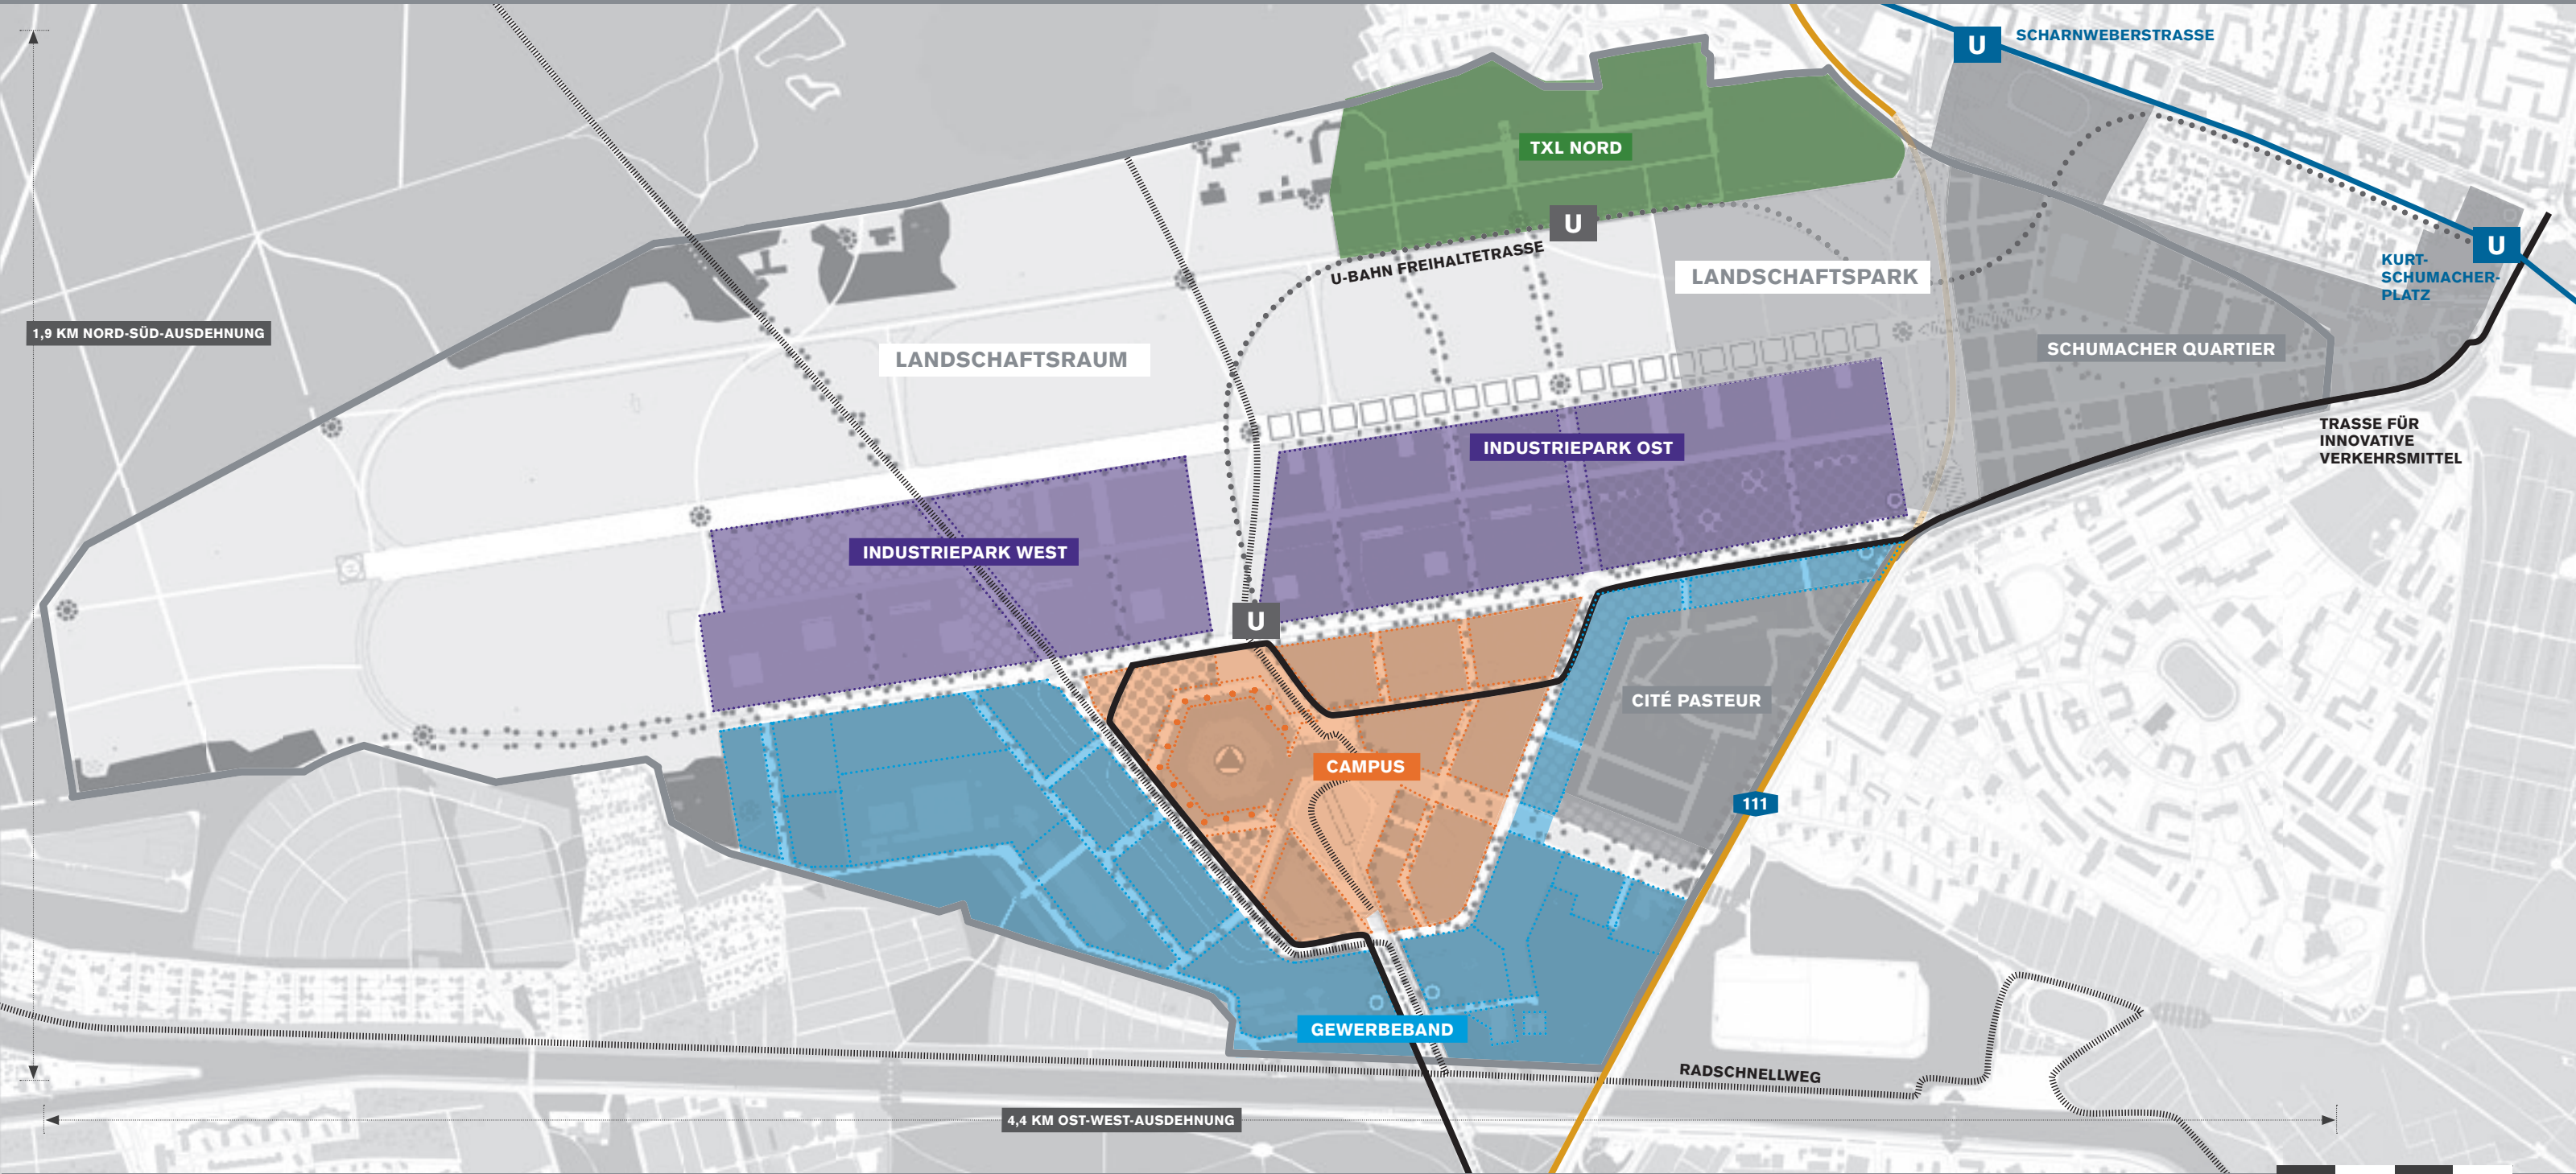 U
SCHARNWEBERSTRASSE
TXL NORD
U
U-BAHN FREIHALTETRASSE
U
KURT-
SCHUMACHER-
PLATZ
LANDSCHAFTSPARK
1,9 KM NORD-SÜD-AUSDEHNUNG
LANDSCHAFTSRAUM
SCHUMACHER QUARTIER
TRASSE FÜR
INNOVATIVE
VERKEHRSMITTEL
INDUSTRIEPARK OST
INDUSTRIEPARK WEST
U
CITÉ PASTEUR
CAMPUS
111
GEWERBEBAND
RADSCHNELLWEG
4,4 KM OST-WEST-AUSDEHNUNG